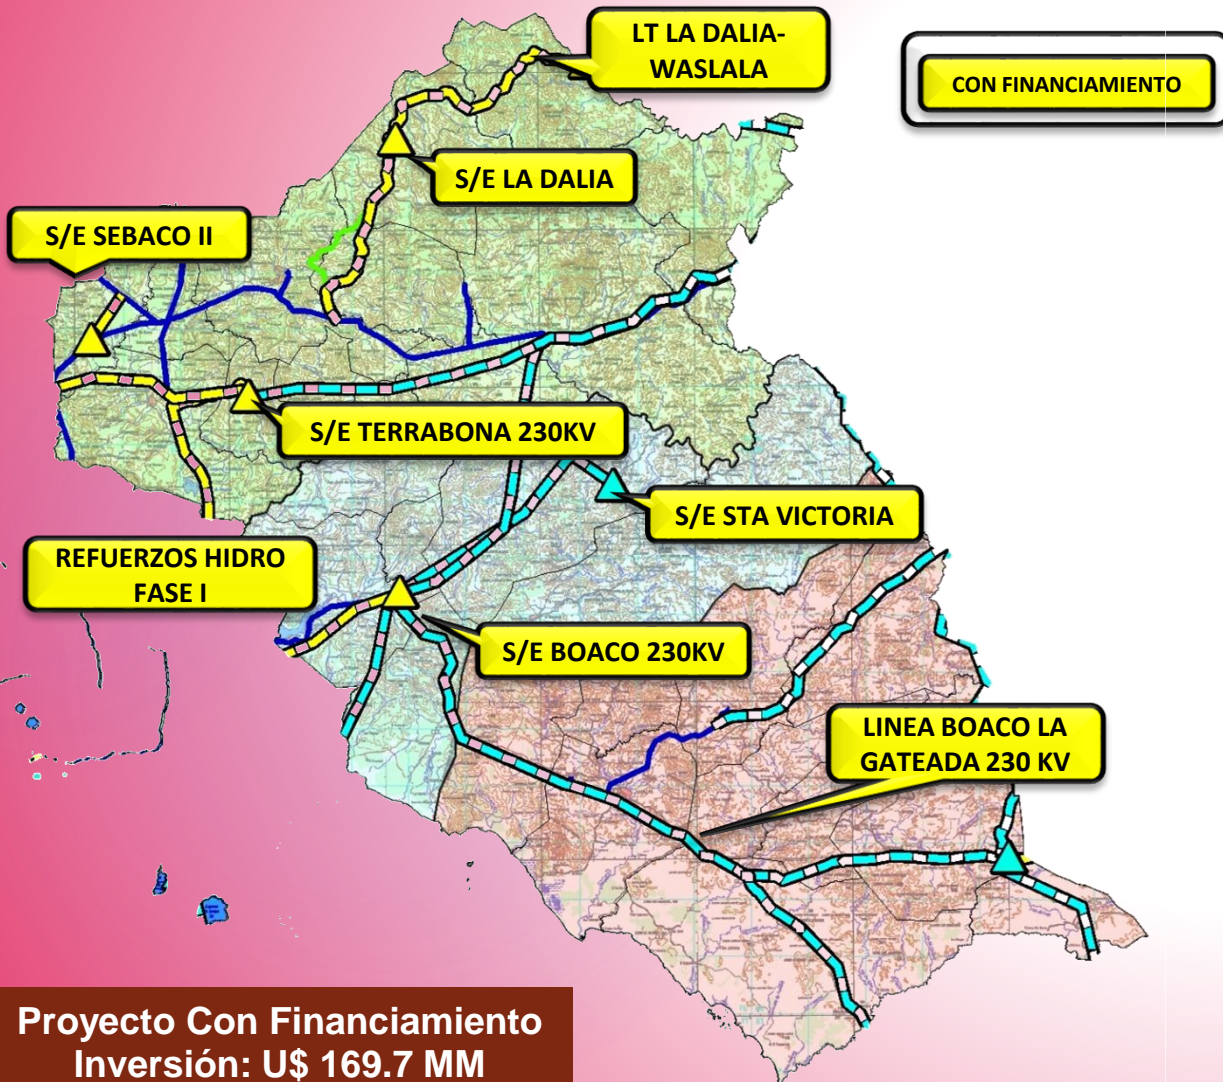 LT LA DALIA-
WASLALA
CON FINANCIAMIENTO
S/E LA DALIA
S/E SEBACO II
S/E TERRABONA 230KV
S/E STA VICTORIA
REFUERZOS HIDRO
FASE I
S/E BOACO 230KV
LINEA BOACO LA
GATEADA 230 KV
Proyecto Con Financiamiento
Inversión: U$ 169.7 MM